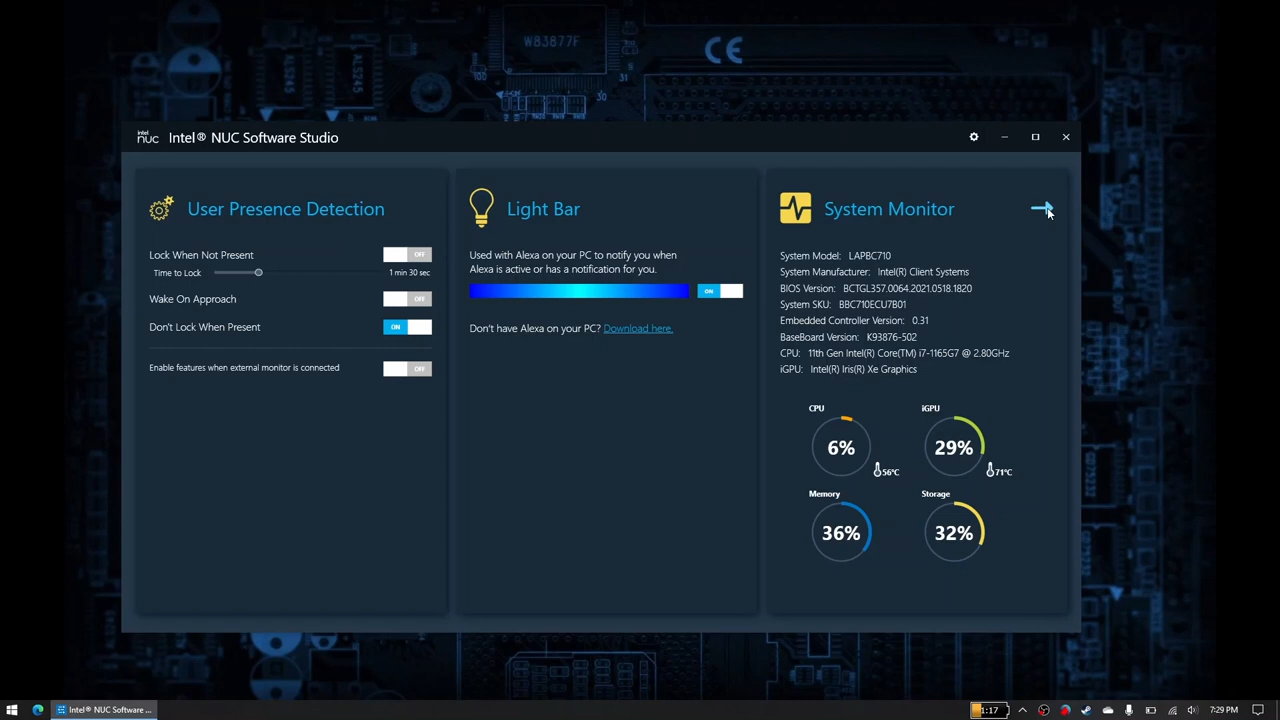 W83877F
ALS245
ALS245
100
31
30
intel
nuc
Intel® NUC Software Studio
User Presence Detection
Lock When Not Present
OFF
Time to Lock
1 min 30 sec
Wake On Approach
OFF
Don't Lock When Present
ON
Enable features when external monitor is connected
OFF
Light Bar
Used with Alexa on your PC to notify you when
Alexa is active or has a notification for you.
ON
Don't have Alexa on your PC? Download here.
System Monitor
System Model: LAPBC710
System Manufacturer: Intel(R) Client Systems
BIOS Version: BCTGL357.0064.2021.0518.1820
System SKU: BBC710ECU7B01
Embedded Controller Version: 0.31
BaseBoard Version: K93876-502
CPU: 11th Gen Intel(R) Core(TM) i7-1165G7 @ 2.80GHz
iGPU: Intel(R) Iris(R) Xe Graphics
CPU
6%
56°C
iGPU
29%
71°C
Memory
36%
Storage
32%
Intel® NUC Software ...
1:17
7:29 PM